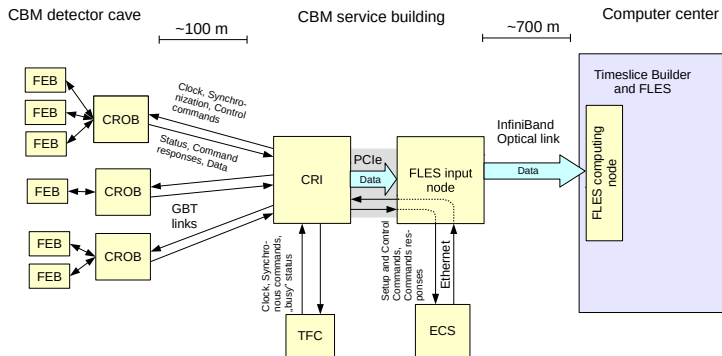 CBM detector cave
CBM service building
Computer center
~100 m
~700 m
Timeslice Builder
and FLES
FEB
FEB
FEB
CROB
Clock, Synchro-
nization, Control
commands
Status, Command
responses, Data
FEB
CROB
GBT
links
FEB
FEB
CROB
CRI
PCIe
Data
FLES input
node
InfiniBand
Optical link
Data
FLES computing
node
Clock, Synchro-
nous commands,
„busy" status
Setup and Control
Commands,
Commands res-
ponses
Ethernet
TFC
ECS